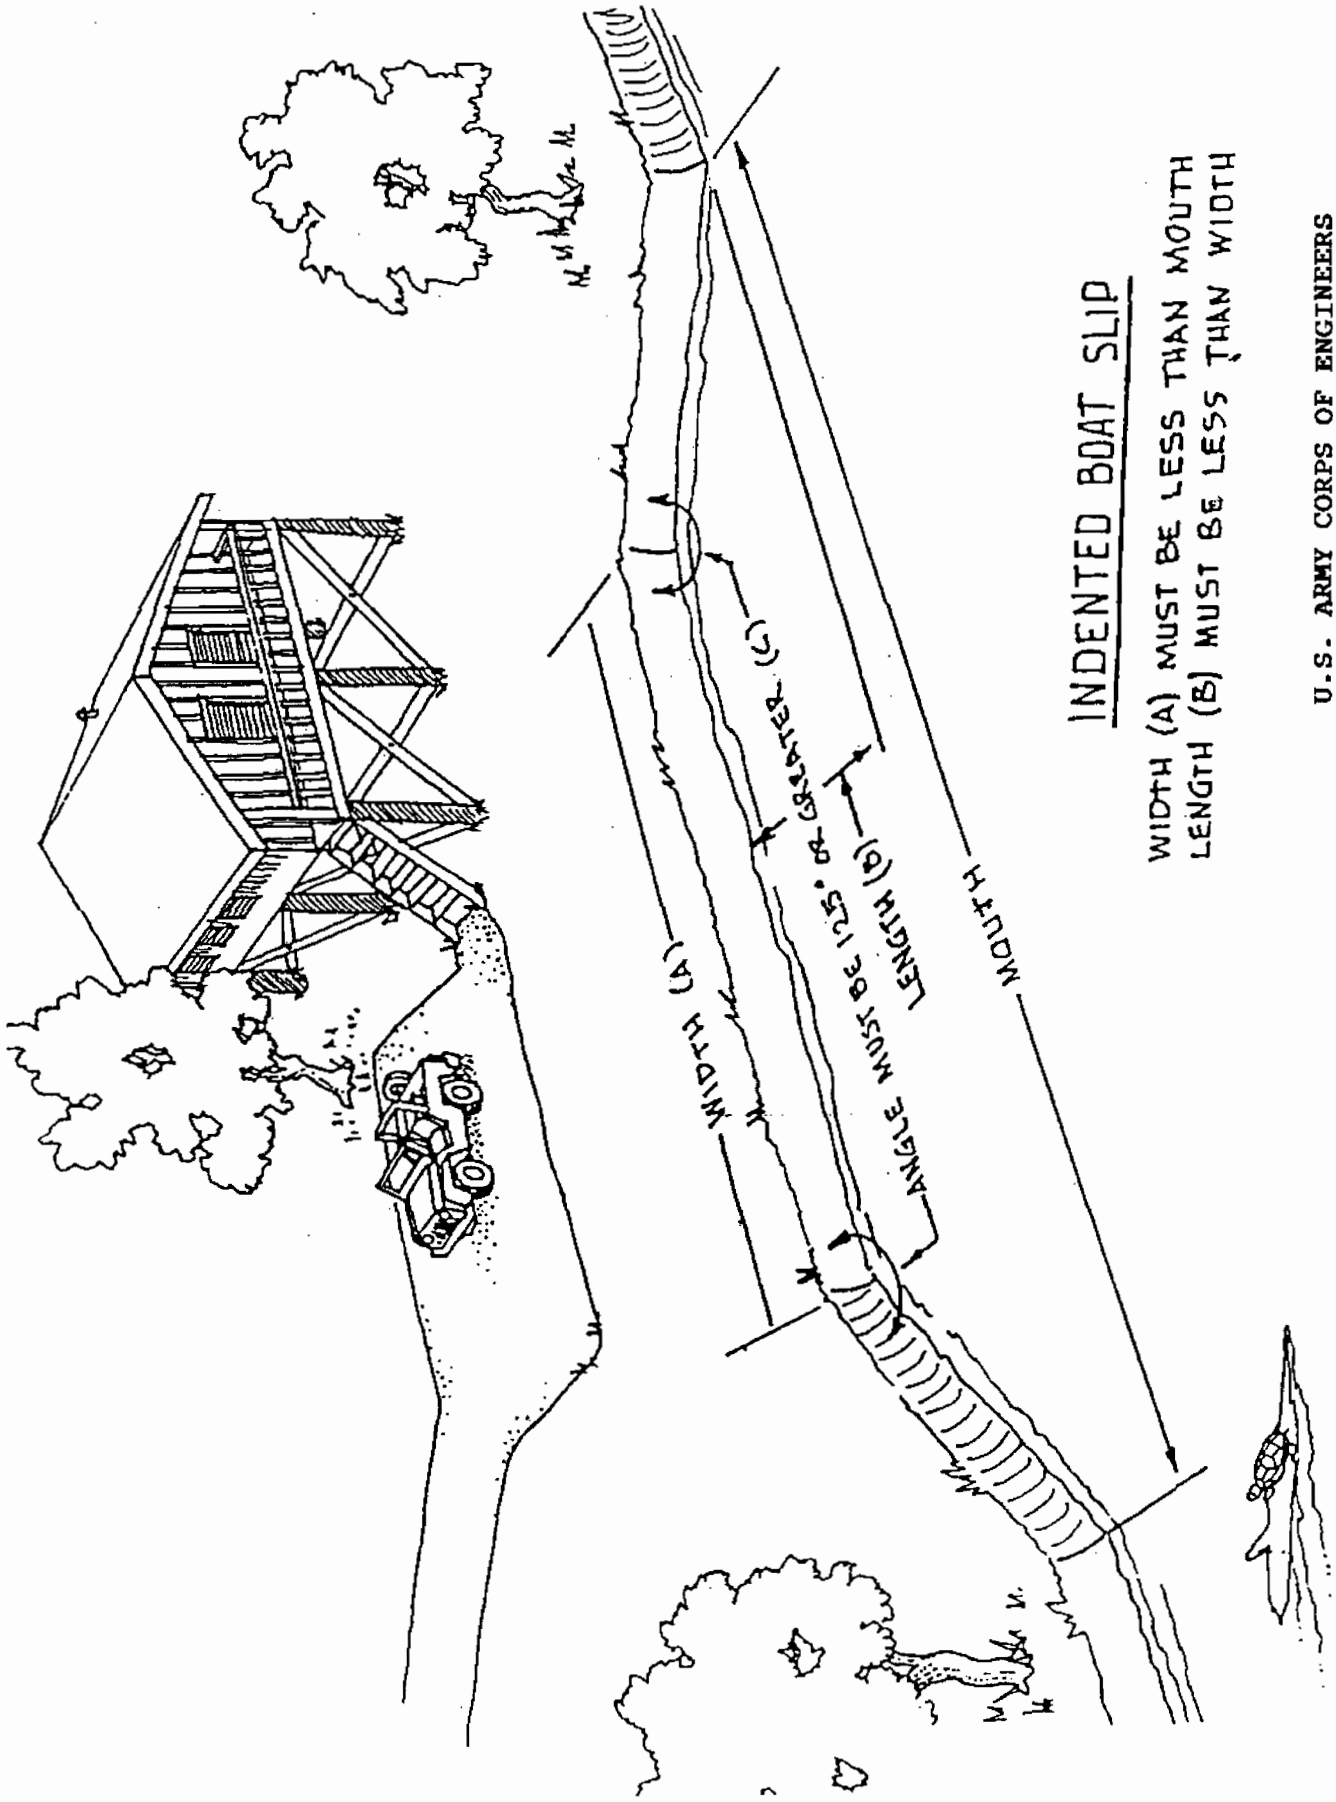 WIDTH (A)
ANGLE MUST BE 125° OR GREATER (C)
LENGTH (B)
MOUTH
INDENTED BOAT SLIP
WIDTH (A) MUST BE LESS THAN MOUTH
LENGTH (B) MUST BE LESS THAN WIDTH
U.S. ARMY CORPS OF ENGINEERS